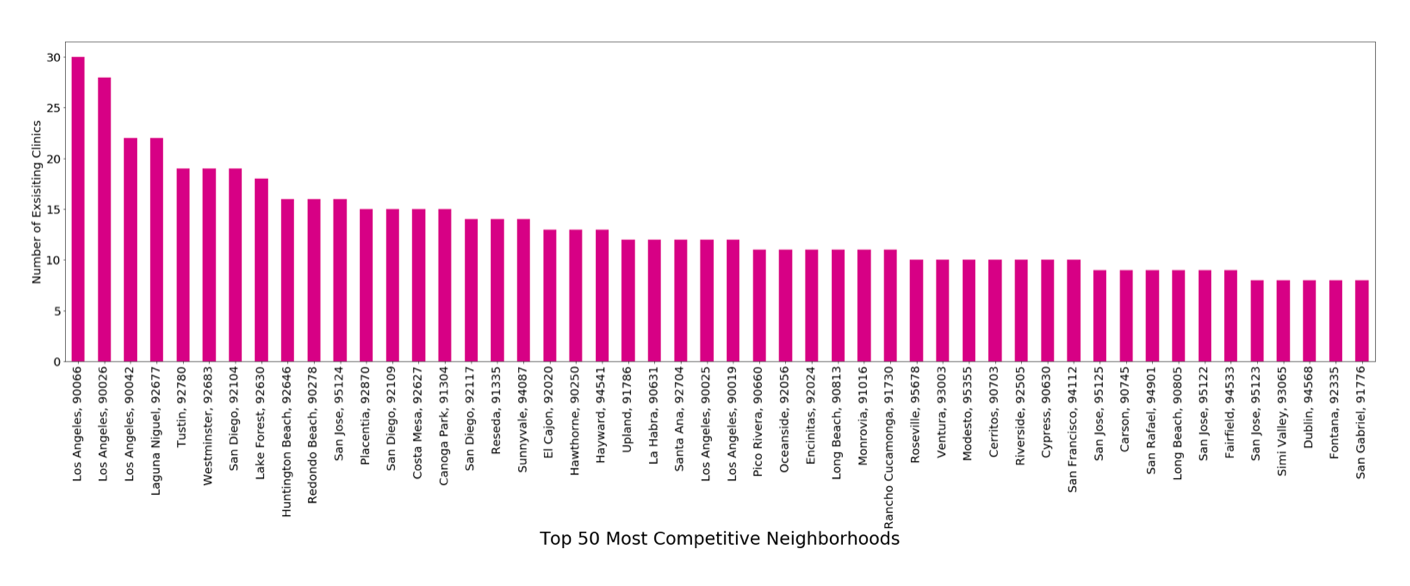 30
25
20
15
10
5
0
Number of Exsisiting Clinics
Los Angeles, 90066
Los Angeles, 90026
Los Angeles, 90042
Laguna Niguel, 92677
Tustin, 92780
Westminster, 92683
San Diego, 92104
Lake Forest, 92630
Huntington Beach, 92646
Redondo Beach, 90278
San Jose, 95124
Placentia, 92870
San Diego, 92109
Costa Mesa, 92627
Canoga Park, 91304
San Diego, 92117
Reseda, 91335
Sunnyvale, 94087
El Cajon, 92020
Hawthorne, 90250
Hayward, 94541
Upland, 91786
La Habra, 90631
Santa Ana, 92704
Los Angeles, 90025
Los Angeles, 90019
Pico Rivera, 90660
Oceanside, 92056
Encinitas, 92024
Long Beach, 90813
Monrovia, 91016
Rancho Cucamonga, 91730
Roseville, 95678
Ventura, 93003
Modesto, 95355
Cerritos, 90703
Riverside, 92505
Cypress, 90630
San Francisco, 94112
San Jose, 95125
Carson, 90745
San Rafael, 94901
Long Beach, 90805
San Jose, 95122
Fairfield, 94533
San Jose, 95123
Simi Valley, 93065
Dublin, 94568
Fontana, 92335
San Gabriel, 91776
Top 50 Most Competitive Neighborhoods